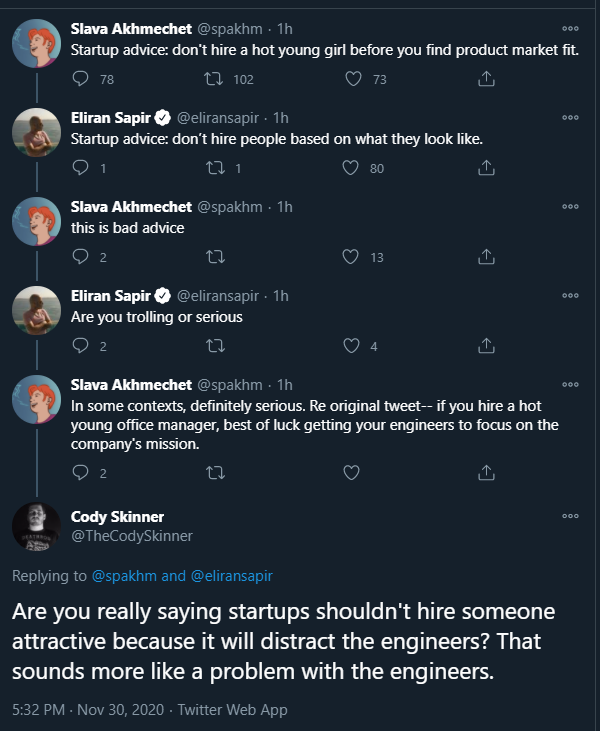 Slava Akhmechet @spakhm · 1h
Startup advice: don't hire a hot young girl before you find product market fit.
78 102 73
Eliran Sapir @eliransapir · 1h
Startup advice: don't hire people based on what they look like.
1 1 80
Slava Akhmechet @spakhm · 1h
this is bad advice
2 13
Eliran Sapir @eliransapir · 1h
Are you trolling or serious
2 4
Slava Akhmechet @spakhm · 1h
In some contexts, definitely serious. Re original tweet-- if you hire a hot
young office manager, best of luck getting your engineers to focus on the
company's mission.
2
Cody Skinner
@TheCodySkinner
Replying to @spakhm and @eliransapir
Are you really saying startups shouldn't hire someone
attractive because it will distract the engineers? That
sounds more like a problem with the engineers.
5:32 PM · Nov 30, 2020 · Twitter Web App